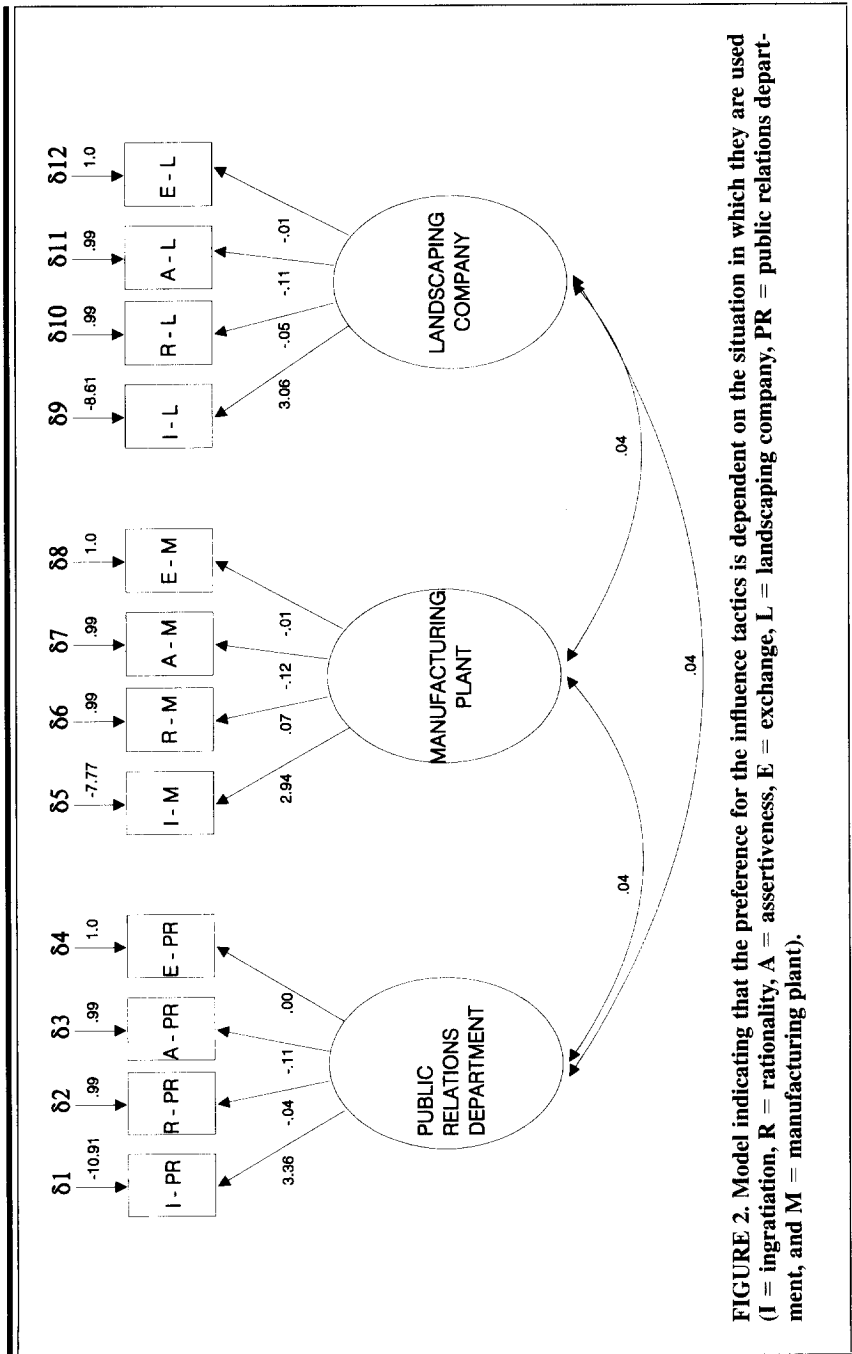 δ1 δ2 δ3 δ4 δ5 δ6 δ7 δ8 δ9 δ10 δ11 δ12
-10.91 .99 .99 1.0 -7.77 .99 .99 1.0 -8.61 .99 .99 1.0
I - PR R - PR A - PR E - PR I - M R - M A - M E - M I - L R - L A - L E - L
3.36 -.04 -.11 .00 2.94 .07 -.12 -.01 3.06 -.05 -.11 -.01
PUBLIC
RELATIONS
DEPARTMENT
MANUFACTURING
PLANT
LANDSCAPING
COMPANY
.04 .04
.04
FIGURE 2. Model indicating that the preference for the influence tactics is dependent on the situation in which they are used
(I = ingratiation, R = rationality, A = assertiveness, E = exchange, L = landscaping company, PR = public relations depart-
ment, and M = manufacturing plant).